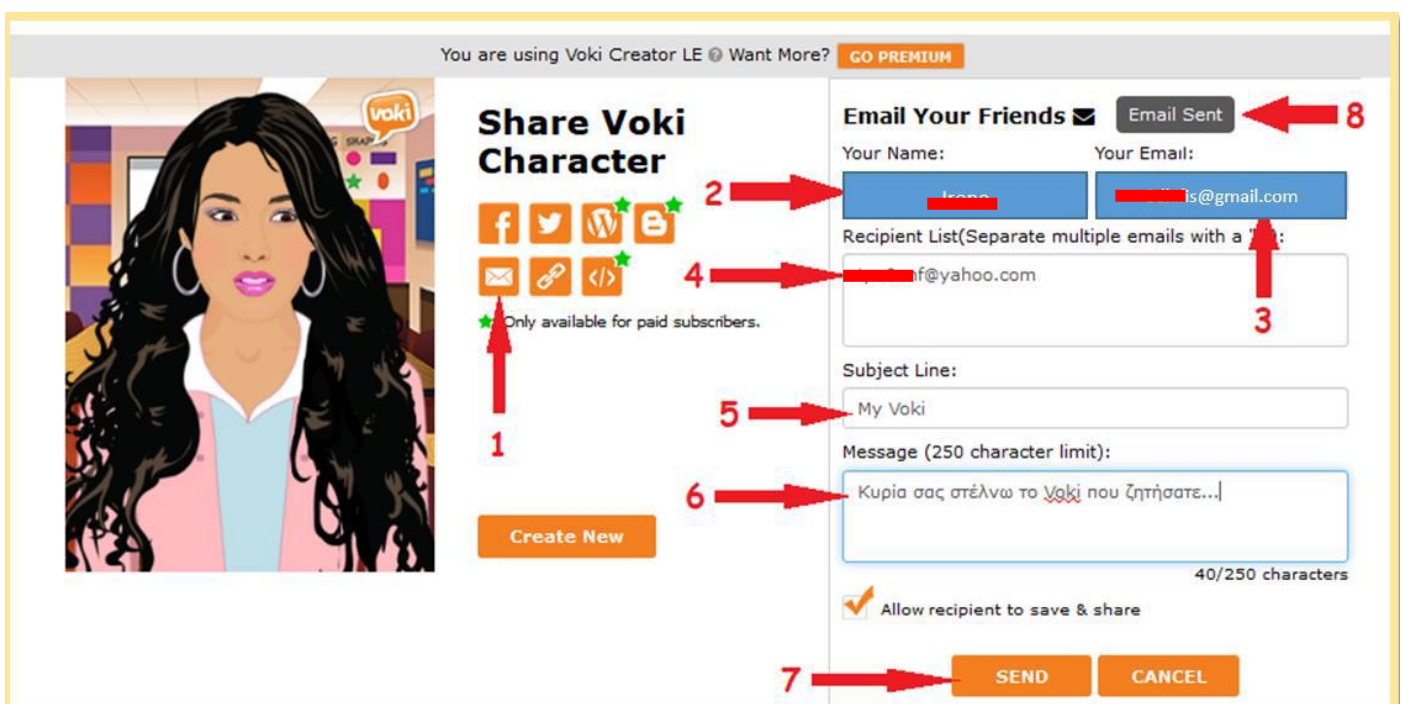 You are using Voki Creator LE Want More? GO PREMIUM
voki
Share Voki
Character
Only available for paid subscribers.
1
Create New
Email Your Friends Email Sent 8
Your Name: Your Email:
2 is@gmail.com
Recipient List(Separate multiple emails with a
4 nf@yahoo.com
3
Subject Line:
5 My Voki
Message (250 character limit):
6 Κυρία σας στέλνω το Voki που ζητήσατε...
40/250 characters
Allow recipient to save & share
7 SEND CANCEL